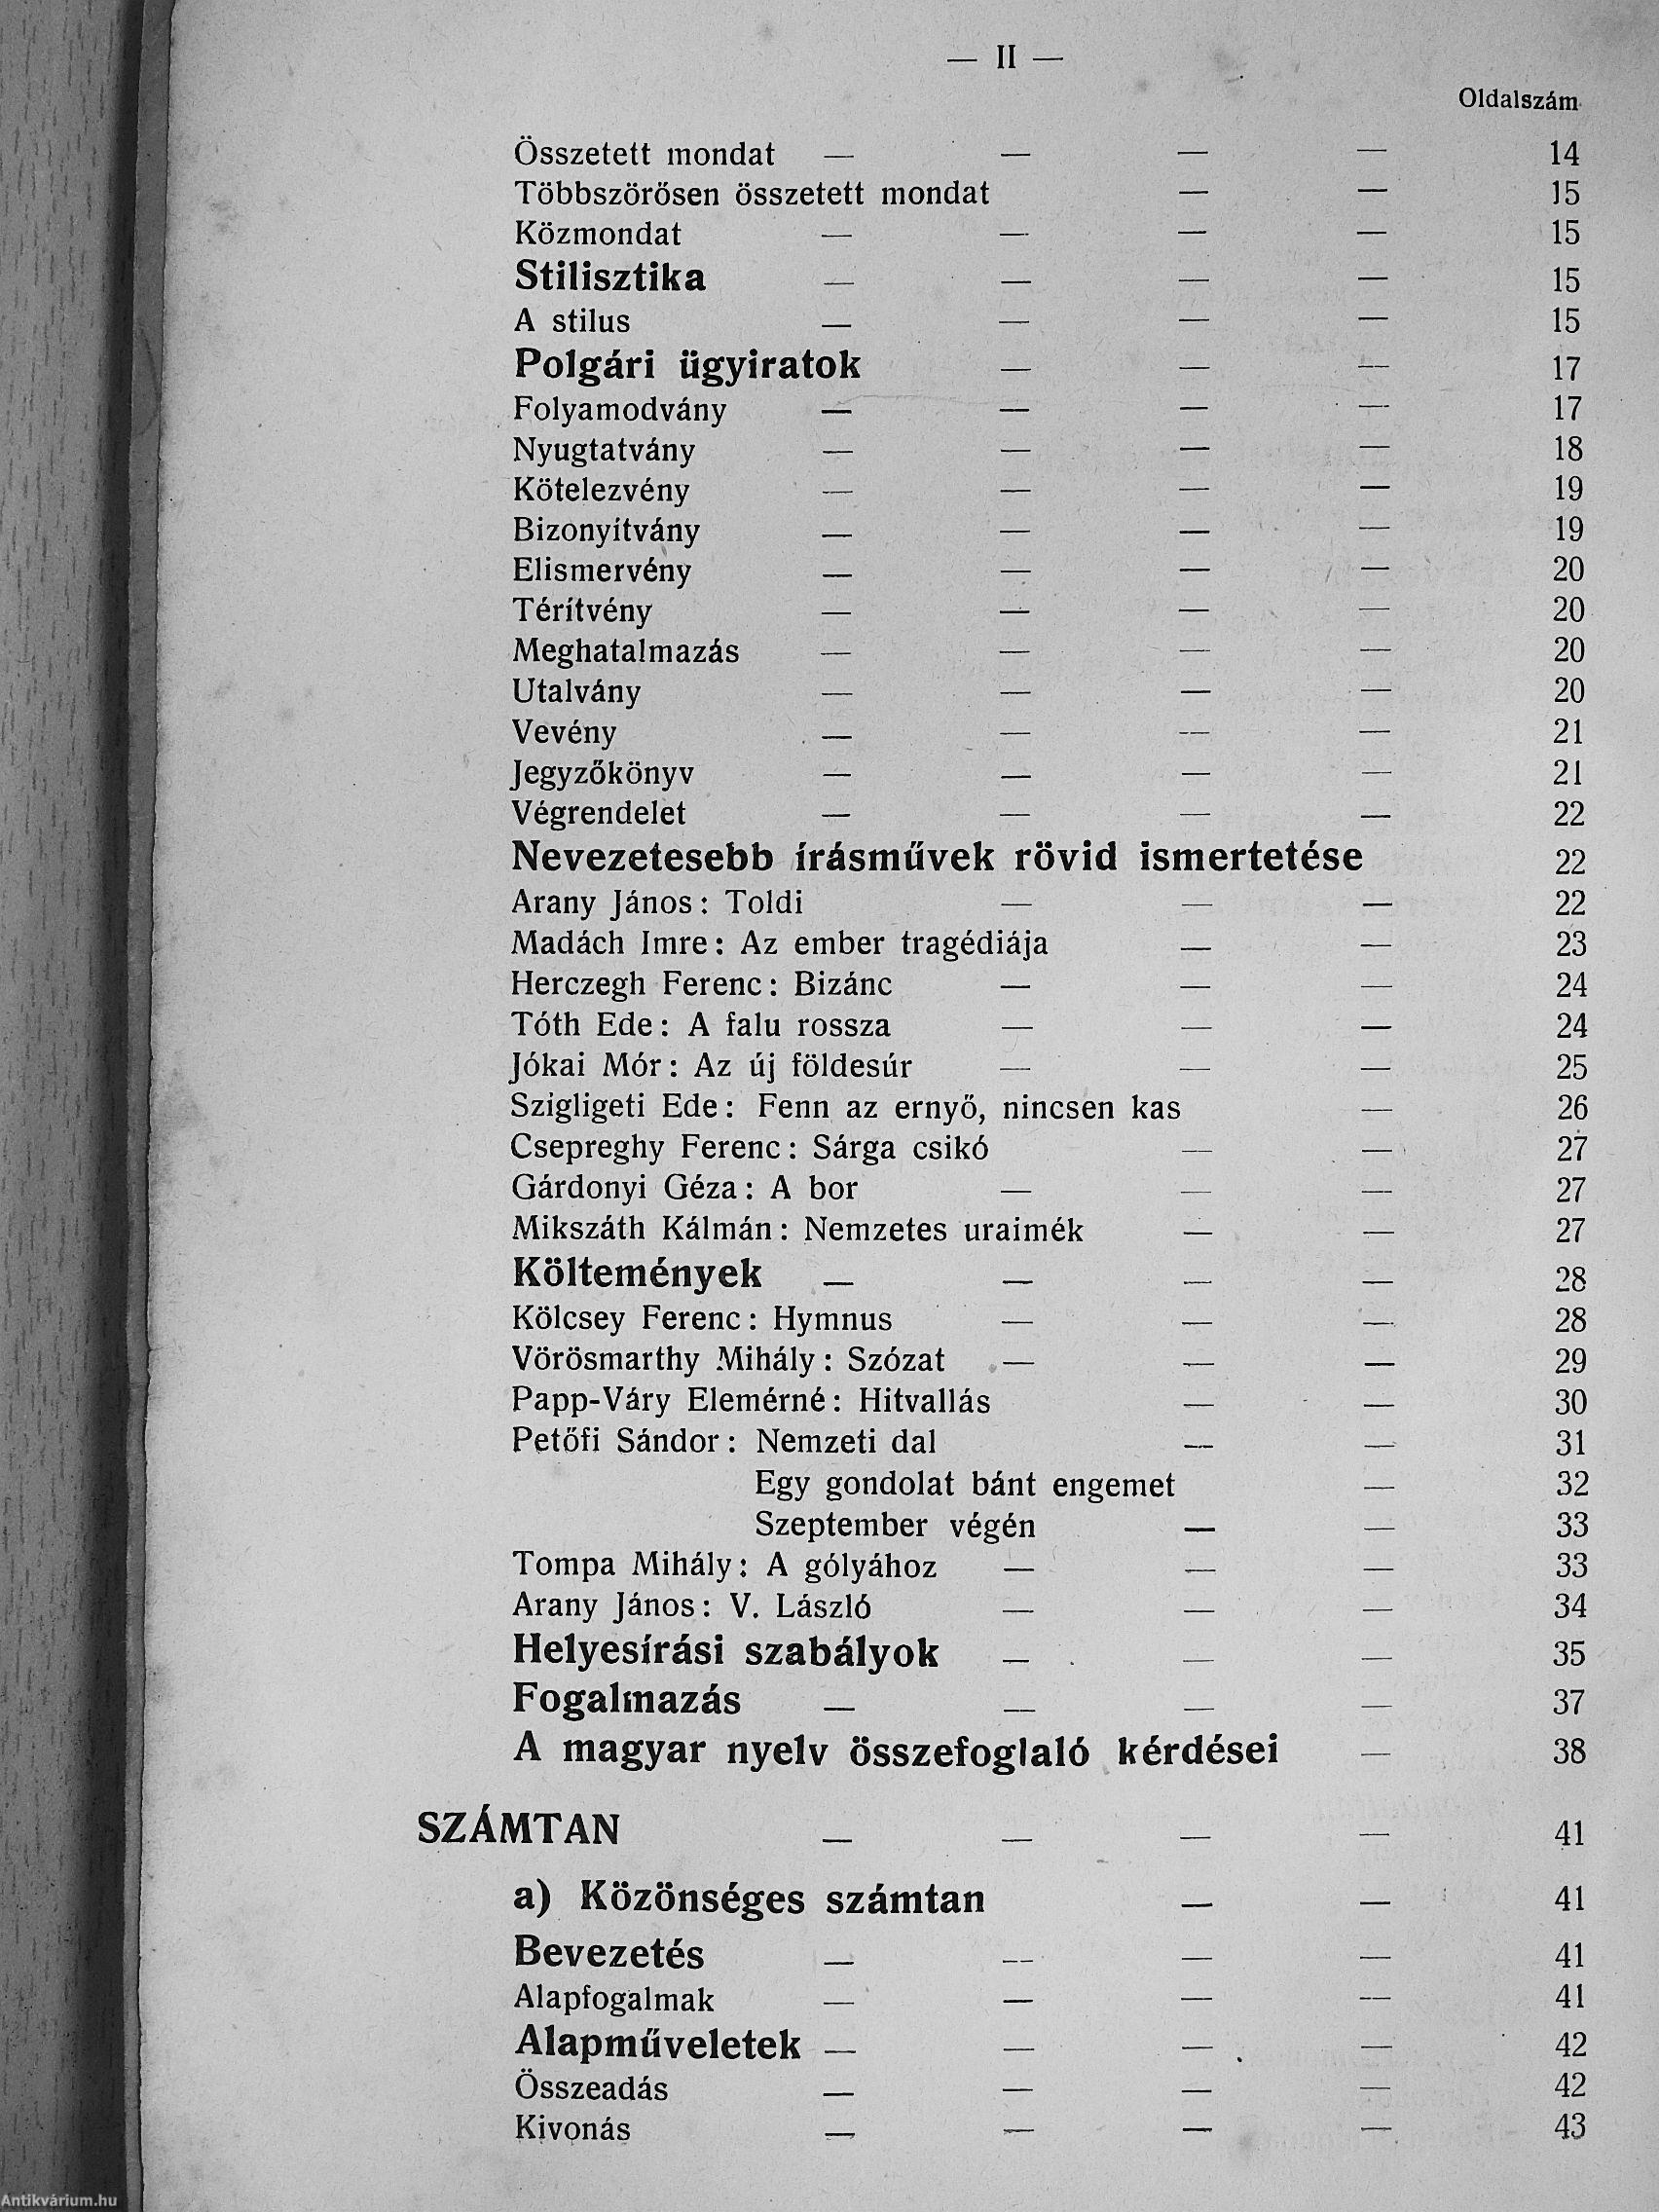 — II —
Oldalszám
Összetett mondat — — — — 14
Többszörősen összetett mondat — — 15
Közmondat — — — — 15
Stilisztika — — — — 15
A stilus — — — — 15
Polgári ügyiratok — — — 17
Folyamodvány — — — — 17
Nyugtatvány — — — — 18
Kötelezvény — — — — 19
Bizonyítvány — — — — 19
Elismervény — — — — 20
Térítvény — — — — 20
Meghatalmazás — — — — 20
Utalvány — — — — 20
Vevény — — — — 21
Jegyzőkönyv — — — — 21
Végrendelet — — — — 22
Nevezetesebb írásművek rövid ismertetése 22
Arany János: Toldi — — — 22
Madách Imre: Az ember tragédiája — — 23
Herczegh Ferenc: Bizánc — — — 24
Tóth Ede: A falu rossza — — — 24
Jókai Mór: Az új földesúr — — — 25
Szigligeti Ede: Fenn az ernyő, nincsen kas — 26
Csepreghy Ferenc: Sárga csikó — — 27
Gárdonyi Géza: A bor — — — 27
Mikszáth Kálmán: Nemzetes uraimék — — 27
Költemények — — — — 28
Kölcsey Ferenc: Hymnus — — — 28
Vörösmarthy Mihály: Szózat — — — 29
Papp-Váry Elemérné: Hitvallás — — 30
Petőfi Sándor: Nemzeti dal — — 31
Egy gondolat bánt engemet — 32
Szeptember végén — — 33
Tompa Mihály: A gólyához — — — 33
Arany János: V. László — — — 34
Helyesírási szabályok — — — 35
Fogalmazás — — — — 37
A magyar nyelv összefoglaló kérdései — 38
SZÁMTAN — — — — 41
a) Közönséges számtan — — 41
Bevezetés — — — — 41
Alapfogalmak — — — — 41
Alapműveletek — — — — 42
Összeadás — — — — 42
Kivonás — — — — 43
Antikvárium.hu